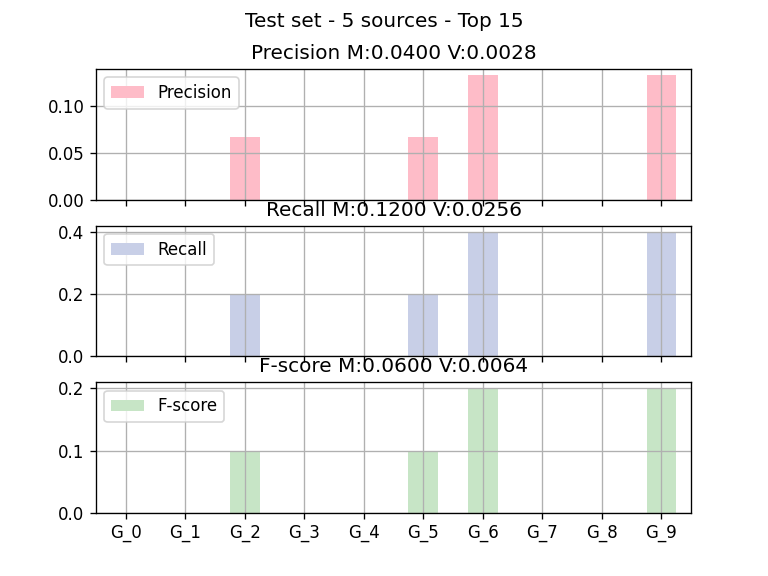 Test set - 5 sources - Top 15
Precision M:0.0400 V:0.0028
Precision
0.10
0.05
0.00
Recall M:0.1200 V:0.0256
Recall
0.4
0.2
0.0
F-score M:0.0600 V:0.0064
F-score
0.2
0.1
0.0
G_0 G_1 G_2 G_3 G_4 G_5 G_6 G_7 G_8 G_9